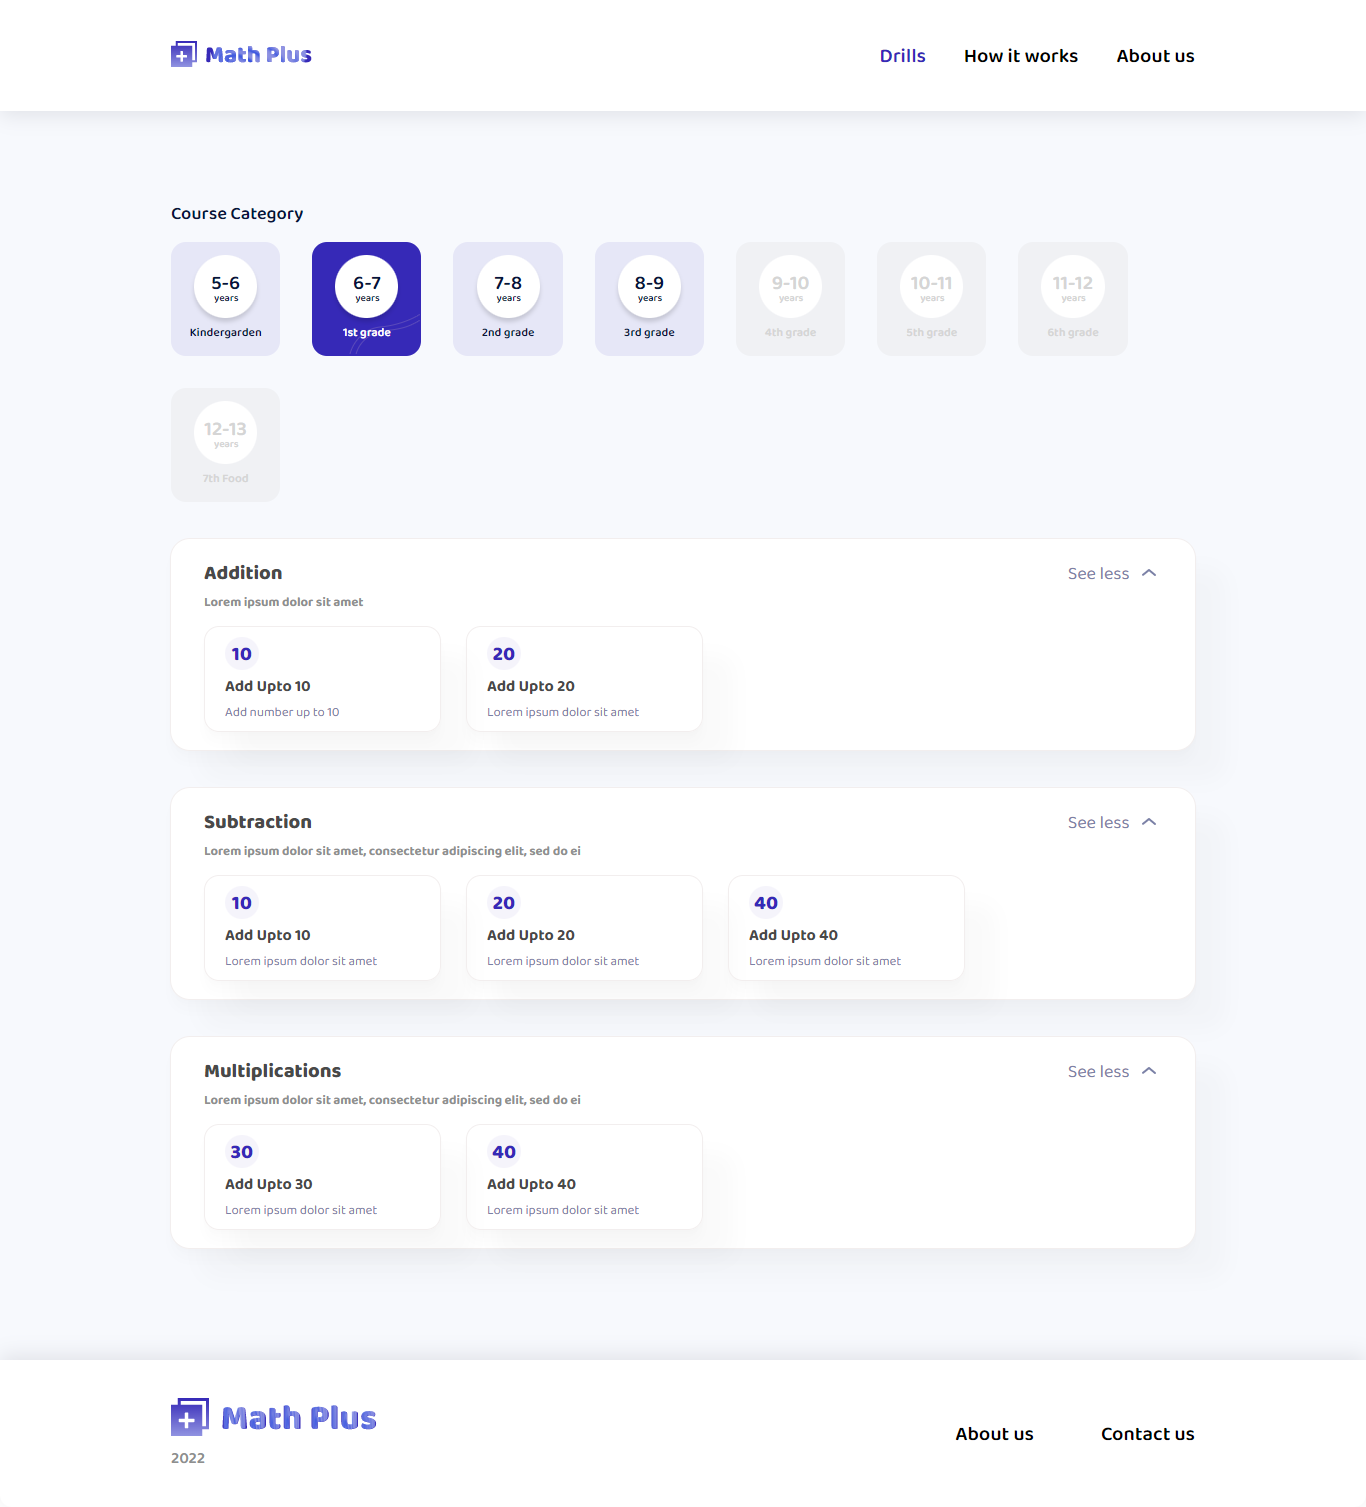 Math Plus
Drills How it works About us
Course Category
5-6 6-7 7-8 8-9 9-10 10-11 11-12
years years years years years years years
Kindergarden 1st grade 2nd grade 3rd grade 4th grade 5th grade 6th grade
12-13
years
7th Food
Addition See less
Lorem ipsum dolor sit amet
10 20
Add Upto 10 Add Upto 20
Add number up to 10 Lorem ipsum dolor sit amet
Subtraction See less
Lorem ipsum dolor sit amet, consectetur adipiscing elit, sed do ei
10 20 40
Add Upto 10 Add Upto 20 Add Upto 40
Lorem ipsum dolor sit amet Lorem ipsum dolor sit amet Lorem ipsum dolor sit amet
Multiplications See less
Lorem ipsum dolor sit amet, consectetur adipiscing elit, sed do ei
30 40
Add Upto 30 Add Upto 40
Lorem ipsum dolor sit amet Lorem ipsum dolor sit amet
Math Plus
About us Contact us
2022